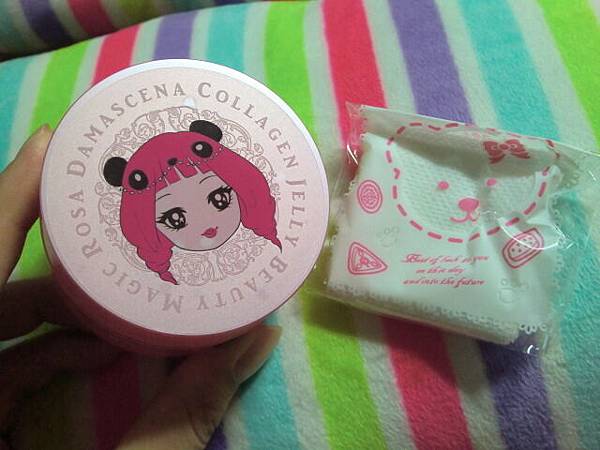 ROSA DAMASCENA COLLAGEN JELLY BEAUTY MAGIC
Best of luck to you
on this day
and into the future